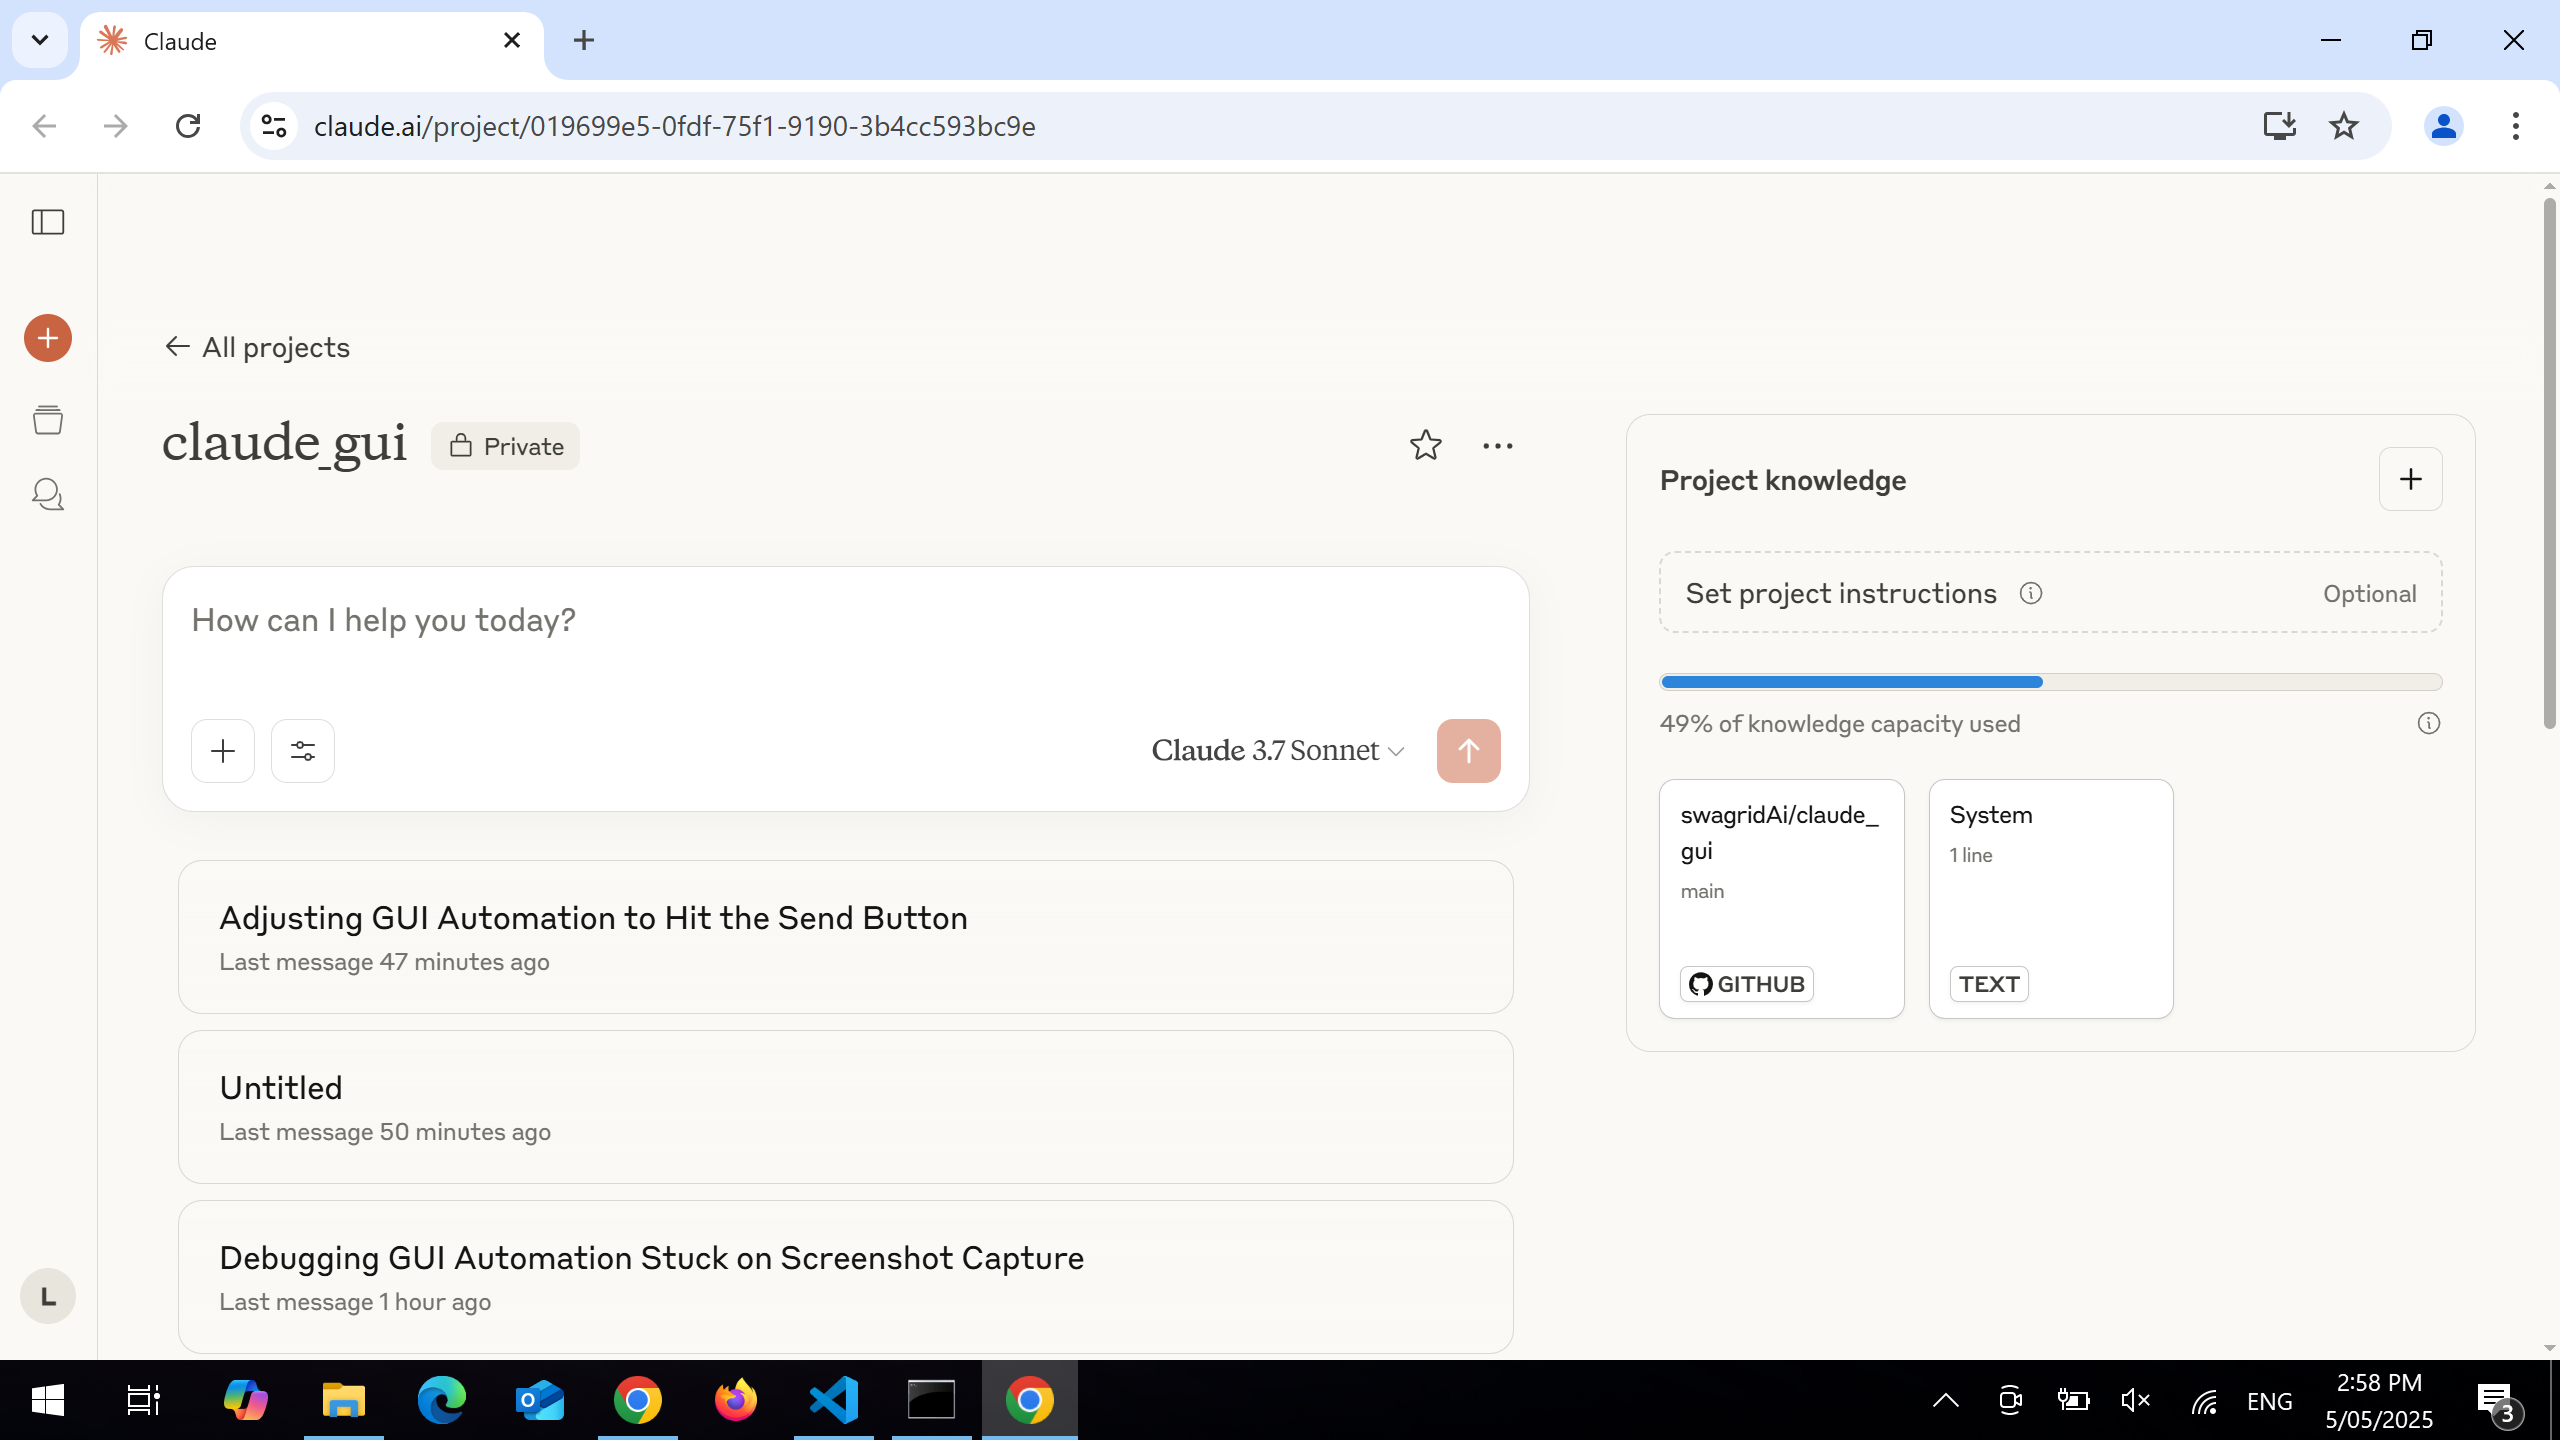 Claude
claude.ai/project/019699e5-0fdf-75f1-9190-3b4cc593bc9e
All projects
claude_gui
Private
How can I help you today?
Claude 3.7 Sonnet
Adjusting GUI Automation to Hit the Send Button
Last message 47 minutes ago
Untitled
Last message 50 minutes ago
Debugging GUI Automation Stuck on Screenshot Capture
Last message 1 hour ago
Project knowledge
Set project instructions
Optional
49% of knowledge capacity used
swagridAi/claude_
gui
main
GITHUB
System
1 line
TEXT
L
ENG
2:58 PM
5/05/2025
3